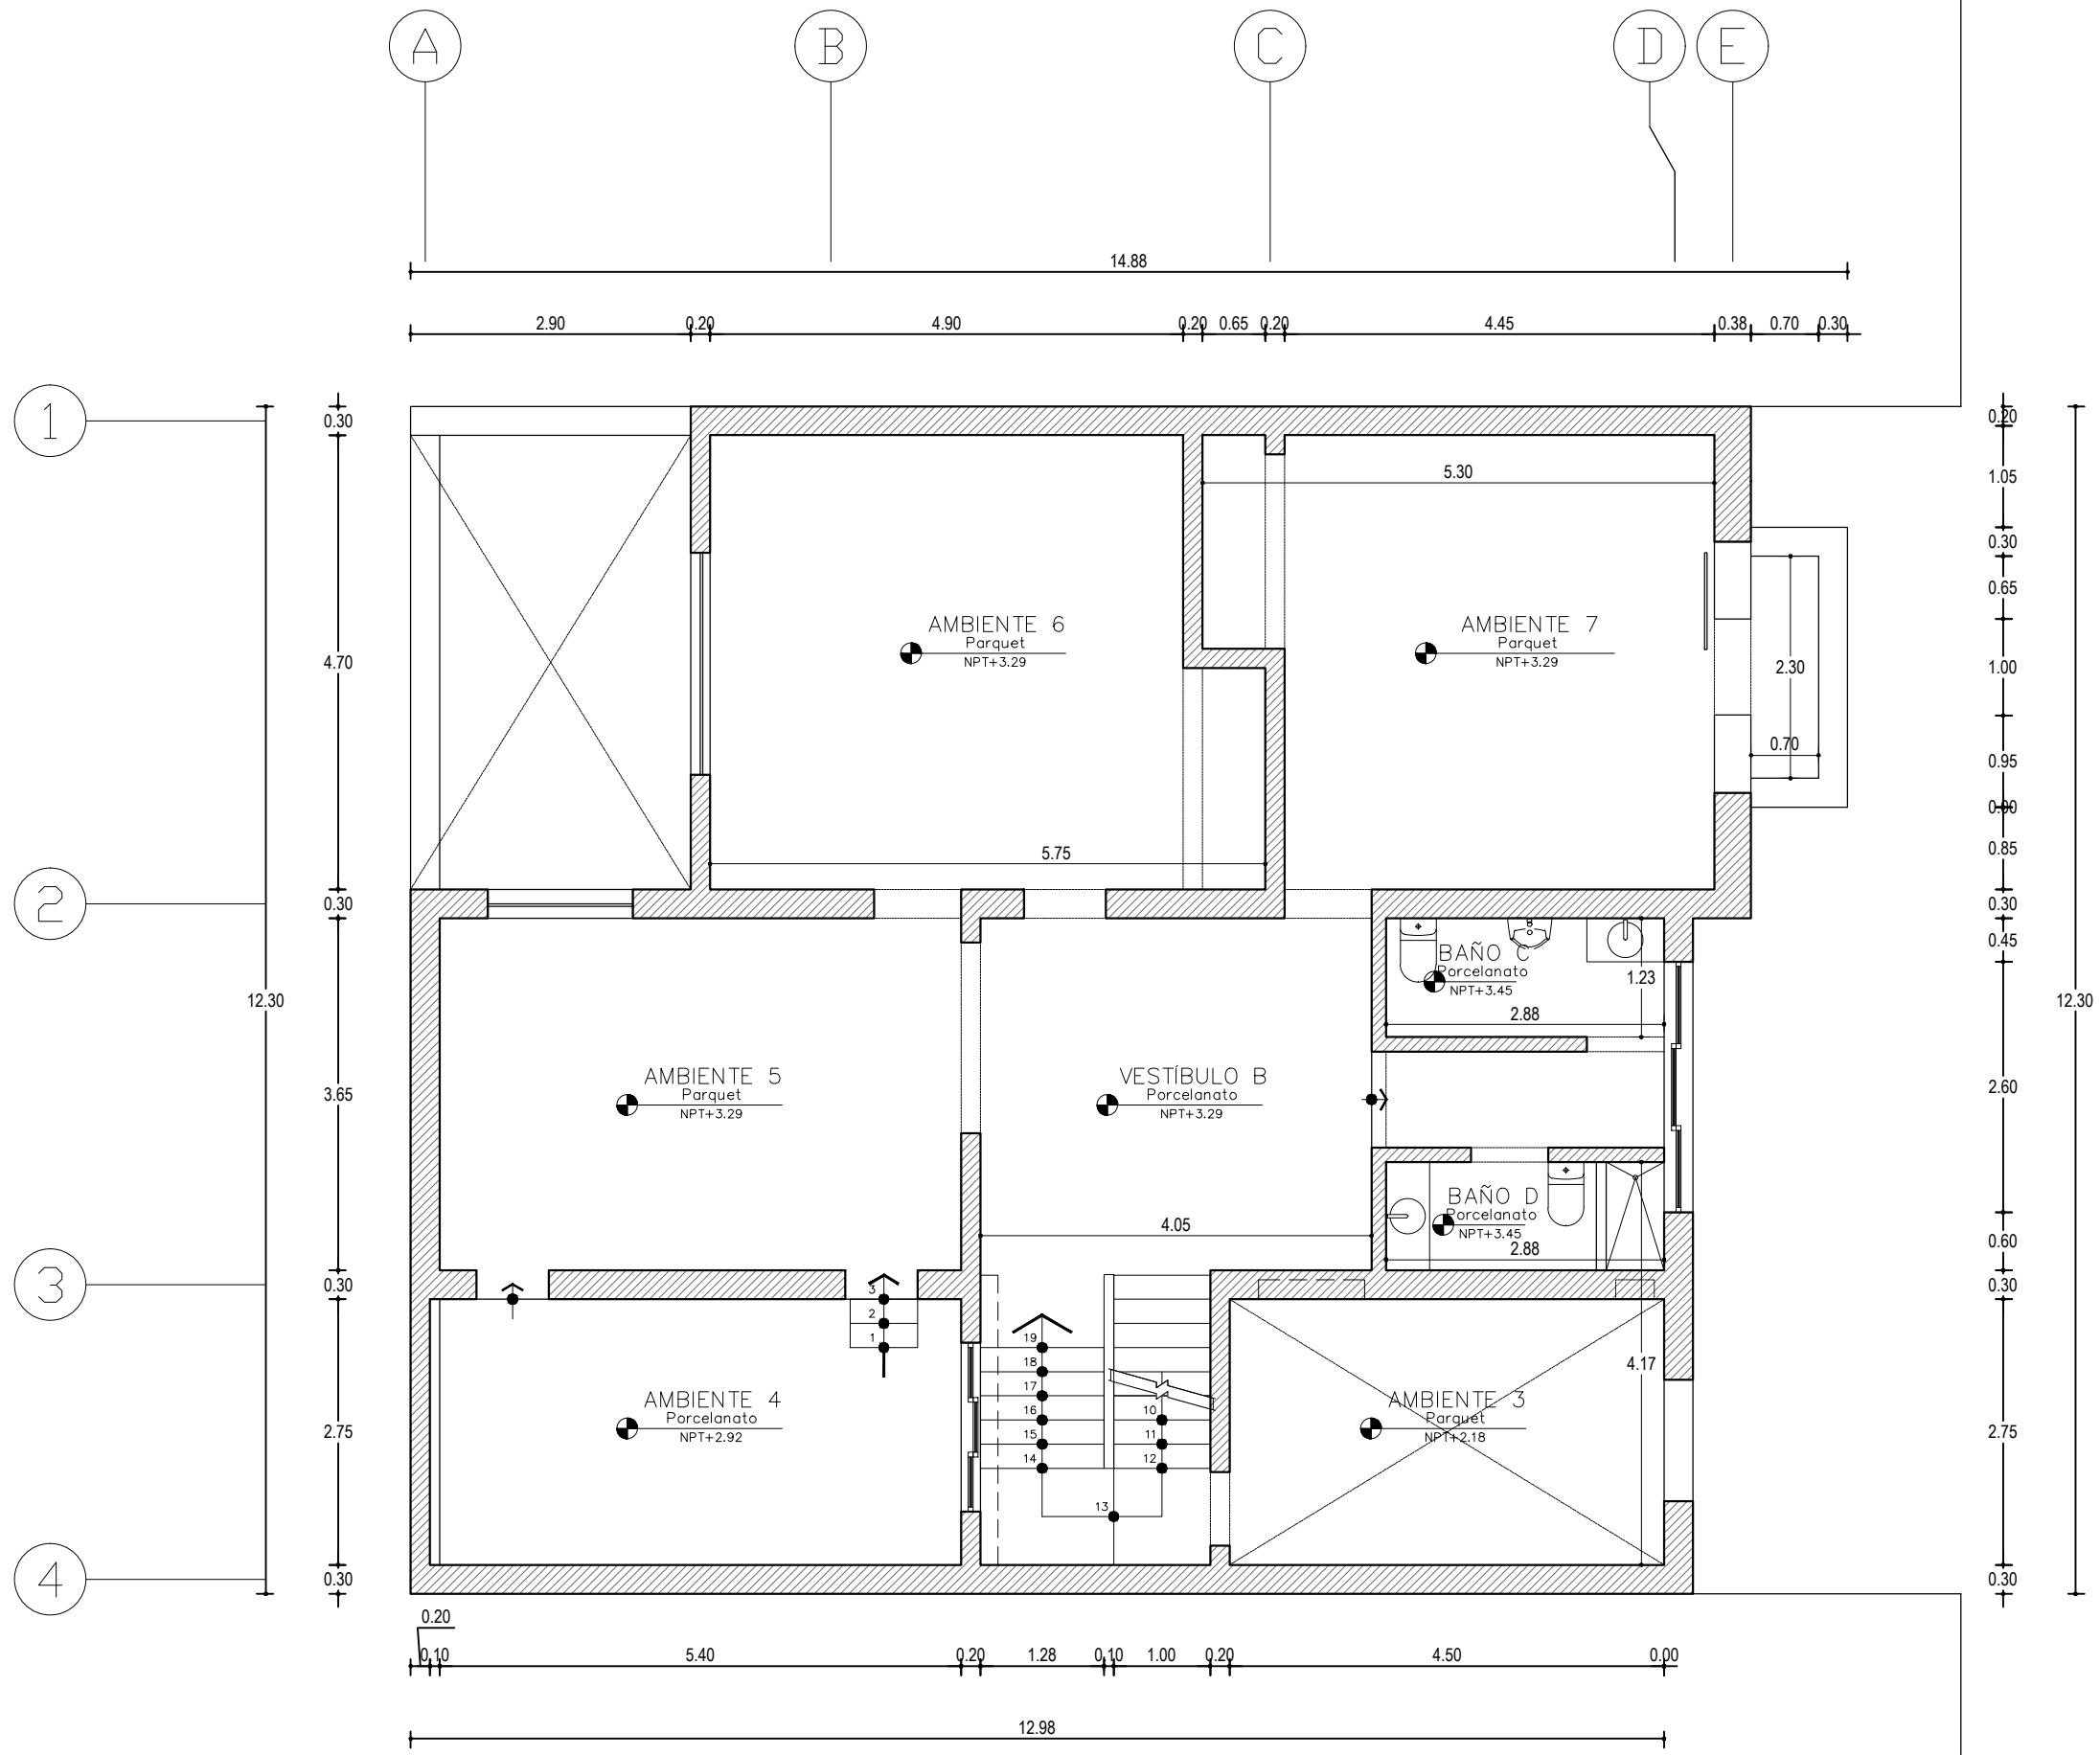 A B C D E
14.88
2.90 0.20 4.90 0.20 0.65 0.20 4.45 0.38 0.70 0.30
1
0.30
4.70
2
0.30
12.30
3.65
3
0.30
2.75
4
0.30
5.30
AMBIENTE 6
Parquet
NPT+3.29
AMBIENTE 7
Parquet
NPT+3.29
2.30
0.70
5.75
BAÑO C
Porcelanato
NPT+3.45
1.23
2.88
AMBIENTE 5
Parquet
NPT+3.29
VESTÍBULO B
Porcelanato
NPT+3.29
BAÑO D
Porcelanato
NPT+3.45
2.88
4.05
3
2
1
19
18
17
16
15
14
10
11
12
13
AMBIENTE 4
Porcelanato
NPT+2.92
AMBIENTE 3
Parquet
NPT+2.18
4.17
0.20
1.05
0.30
0.65
1.00
0.95
0.00
0.85
0.30
0.45
2.60
0.60
0.30
2.75
0.30
12.30
0.20
0.10 5.40 0.20 1.28 0.10 1.00 0.20 4.50 0.00
12.98